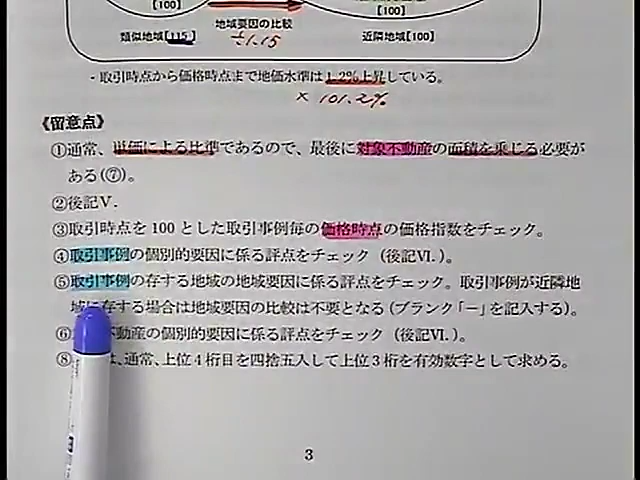 [100]
[100]
地域要因の比較
÷1.15
類似地域[115]
近隣地域[100]
- 取引時点から価格時点まで地価水準は1.2%上昇している。
× 101.2%
《留意点》
①通常、単価による比準であるので、最後に対象不動産の面積を乗じる必要が
ある(⑦)。
②後記Ⅴ.
③取引時点を 100 とした取引事例毎の価格時点の価格指数をチェック。
④取引事例の個別的要因に係る評点をチェック（後記Ⅵ.）。
⑤取引事例の存する地域の地域要因に係る評点をチェック。取引事例が近隣地
域に存する場合は地域要因の比較は不要となる（ブランク「－」を記入する）。
⑥ 不動産の個別的要因に係る評点をチェック（後記Ⅵ.）。
⑧ は、通常、上位４桁目を四捨五入して上位３桁を有効数字として求める。
3